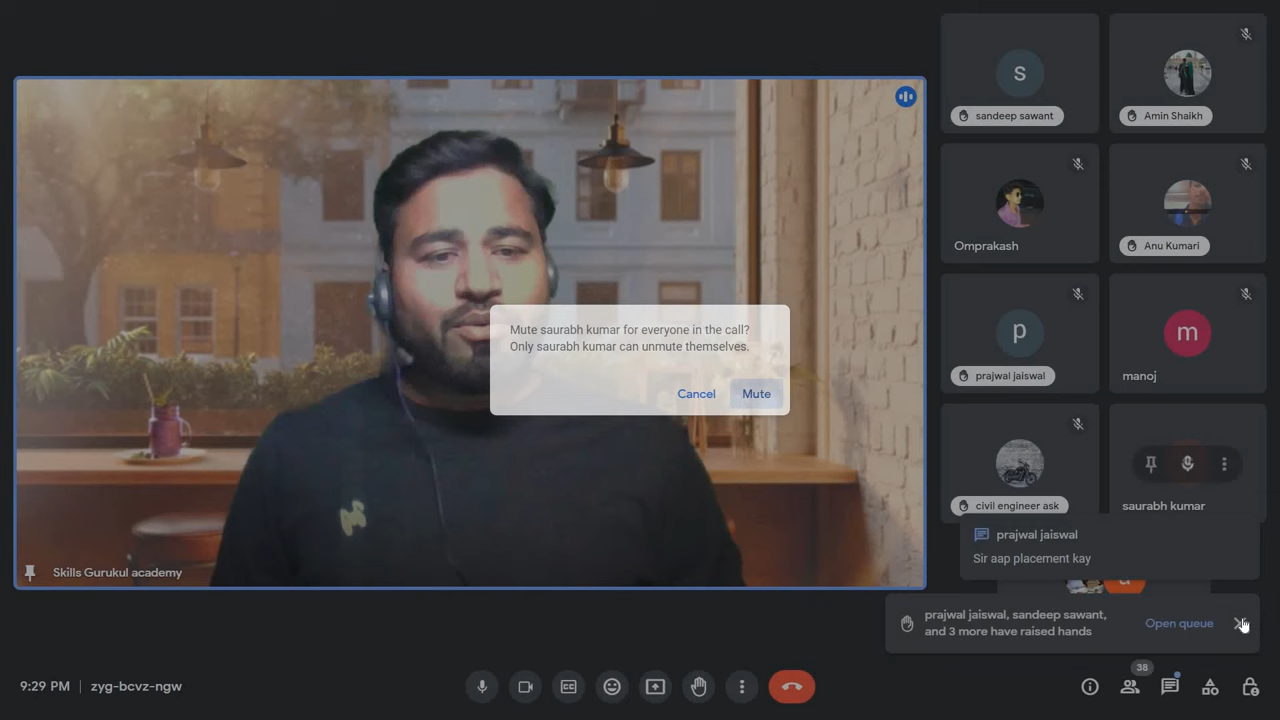 s
sandeep sawant
Amin Shaikh
Omprakash
Anu Kumari
p
prajwal jaiswal
m
manoj
Mute saurabh kumar for everyone in the call?
Only saurabh kumar can unmute themselves.
Cancel
Mute
civil engineer ask
saurabh kumar
prajwal jaiswal
Sir aap placement kay
Skills Gurukul academy
prajwal jaiswal, sandeep sawant,
and 3 more have raised hands
Open queue
9:29 PM
zyg-bcvz-ngw
38